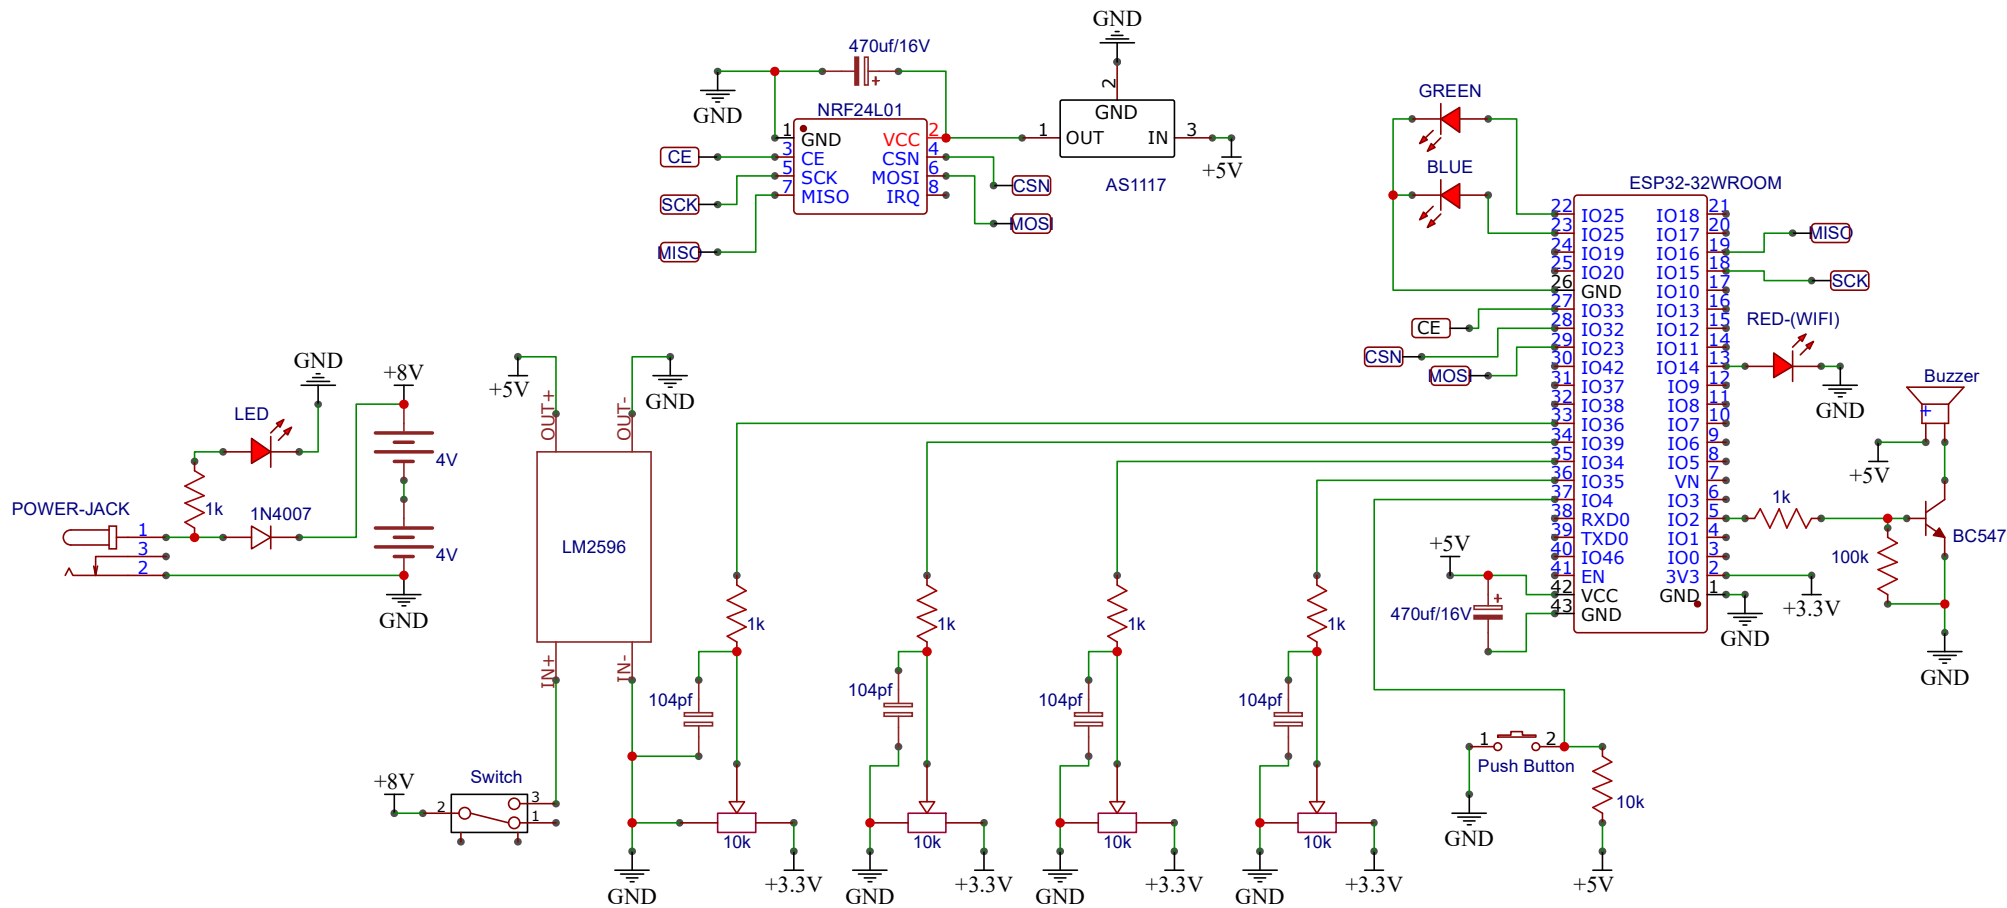 GND
470uf/16V
GND
NRF24L01
1 GND VCC 2
3 CE CSN 4
5 SCK MOSI 6
7 MISO IRQ 8
CE
SCK
MISO
CSN
MOSI
2
GND
1 OUT IN 3
AS1117
+5V
GREEN
BLUE
ESP32-32WROOM
22 IO25 IO18 21
23 IO25 IO17 20
24 IO19 IO16 19
25 IO20 IO15 18
26 GND IO10 17
27 IO33 IO13 16
28 IO32 IO12 15
29 IO23 IO11 14
30 IO42 IO14 13
31 IO37 IO9 12
32 IO38 IO8 11
33 IO36 IO7 10
34 IO39 IO6 9
35 IO34 IO5 8
36 IO35 VN 7
37 IO4 IO3 6
38 RXD0 IO2 5
39 TXD0 IO1 4
40 IO46 IO0 3
41 EN 3V3 2
42 VCC GND 1
43 GND
MISO
SCK
CE
CSN
MOSI
RED-(WIFI)
GND
Buzzer
+
+5V
1k
BC547
100k
+3.3V
GND
GND
+5V
470uf/16V
+
GND
LED
+8V
4V
4V
POWER-JACK
1
3
2
1k
1N4007
GND
+5V
GND
OUT+
OUT-
LM2596
IN+
IN-
+8V
Switch
2
3
1
1k
104pf
10k
GND
+3.3V
1k
104pf
10k
GND
+3.3V
1k
104pf
10k
GND
+3.3V
1k
104pf
10k
GND
+3.3V
1
2
Push Button
GND
10k
+5V